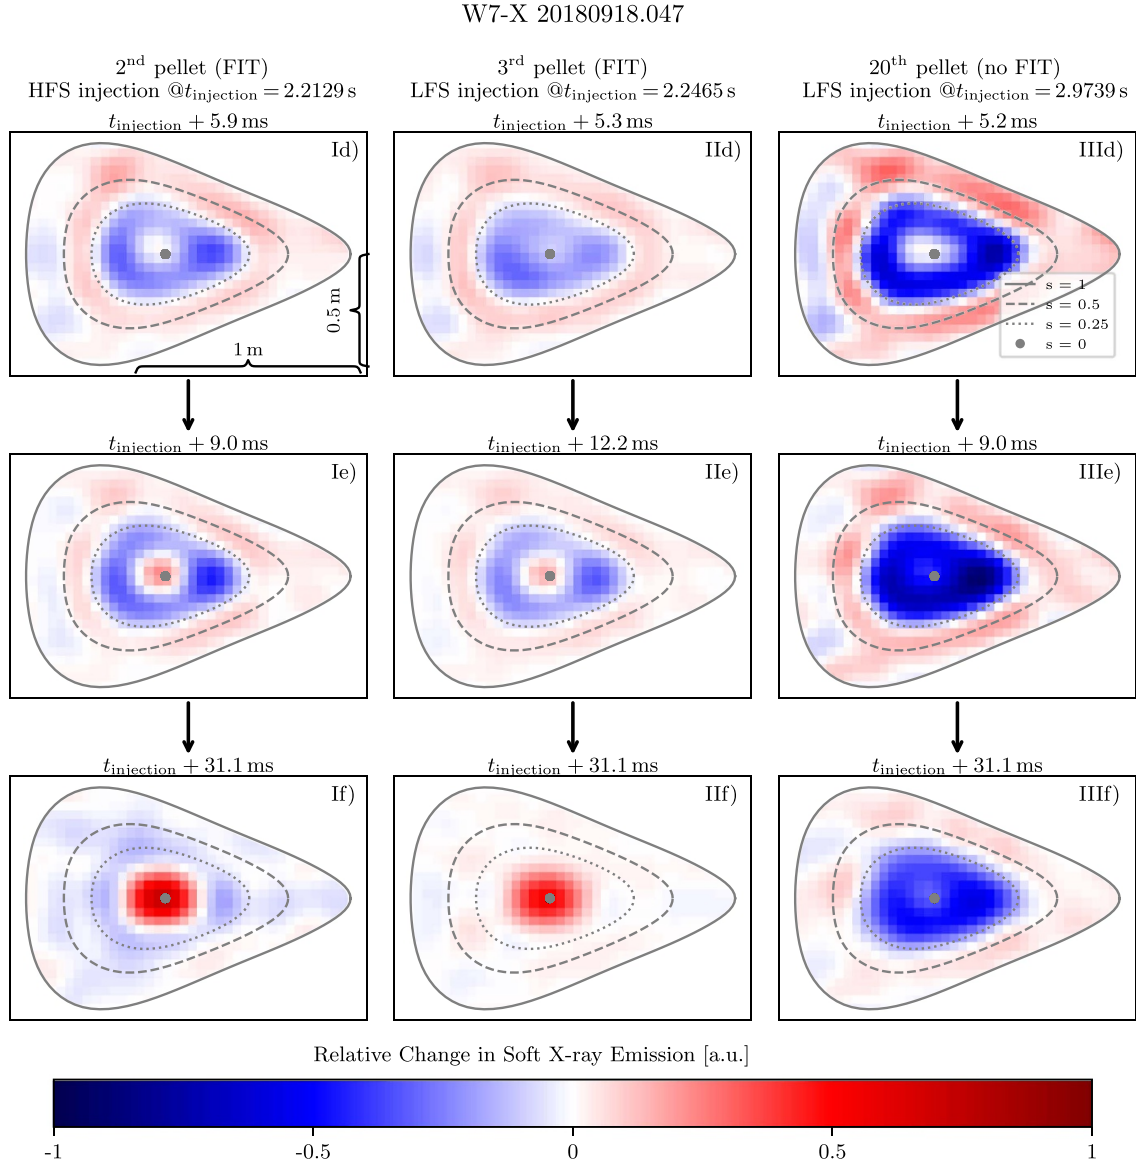 W7-X 20180918.047
2nd pellet (FIT)
HFS injection @tinjection = 2.2129 s
tinjection + 5.9 ms
3rd pellet (FIT)
LFS injection @tinjection = 2.2465 s
tinjection + 5.3 ms
20th pellet (no FIT)
LFS injection @tinjection = 2.9739 s
tinjection + 5.2 ms
Id)
IId)
IIId)
0.5 m
1 m
s = 1
s = 0.5
s = 0.25
s = 0
tinjection + 9.0 ms
tinjection + 12.2 ms
tinjection + 9.0 ms
Ie)
IIe)
IIIe)
tinjection + 31.1 ms
tinjection + 31.1 ms
tinjection + 31.1 ms
If)
IIf)
IIIf)
Relative Change in Soft X-ray Emission [a.u.]
-1
-0.5
0
0.5
1